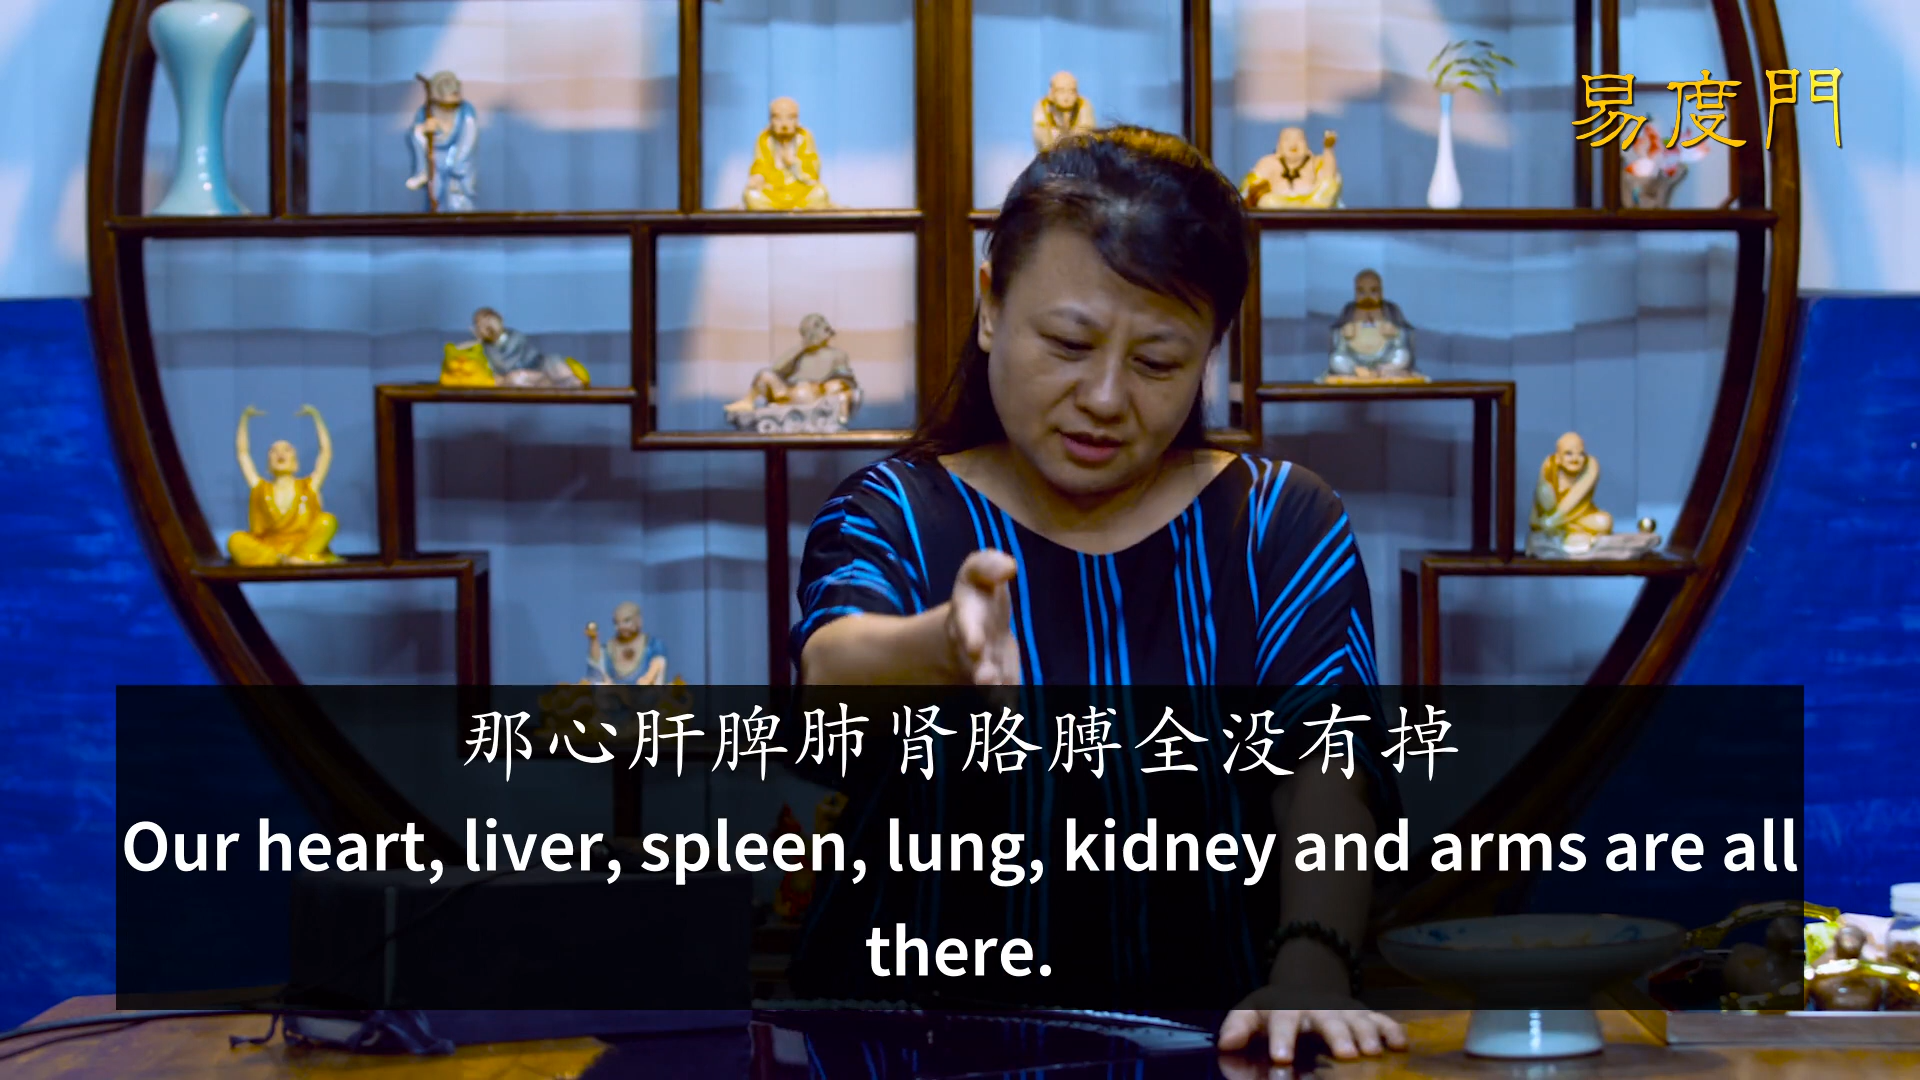 易度門
那心肝脾肺肾胳膊全没有掉
Our heart, liver, spleen, lung, kidney and arms are all
there.